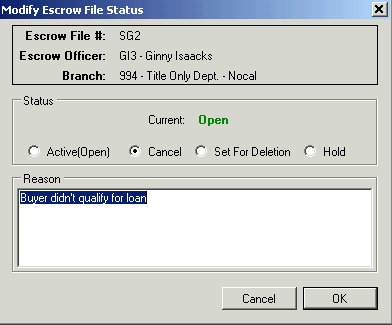 Modify Escrow File Status
Escrow File #: SG2
Escrow Officer: GI3 - Ginny Isaacks
Branch: 994 - Title Only Dept. - Nocal
Status
Current: Open
Active(Open) Cancel Set For Deletion Hold
Reason
Buyer didn't qualify for loan
Cancel OK